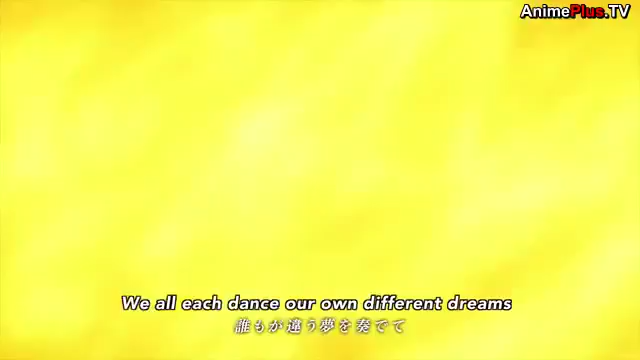 AnimePlus.TV
We all each dance our own different dreams
誰もが違う夢を奏でて